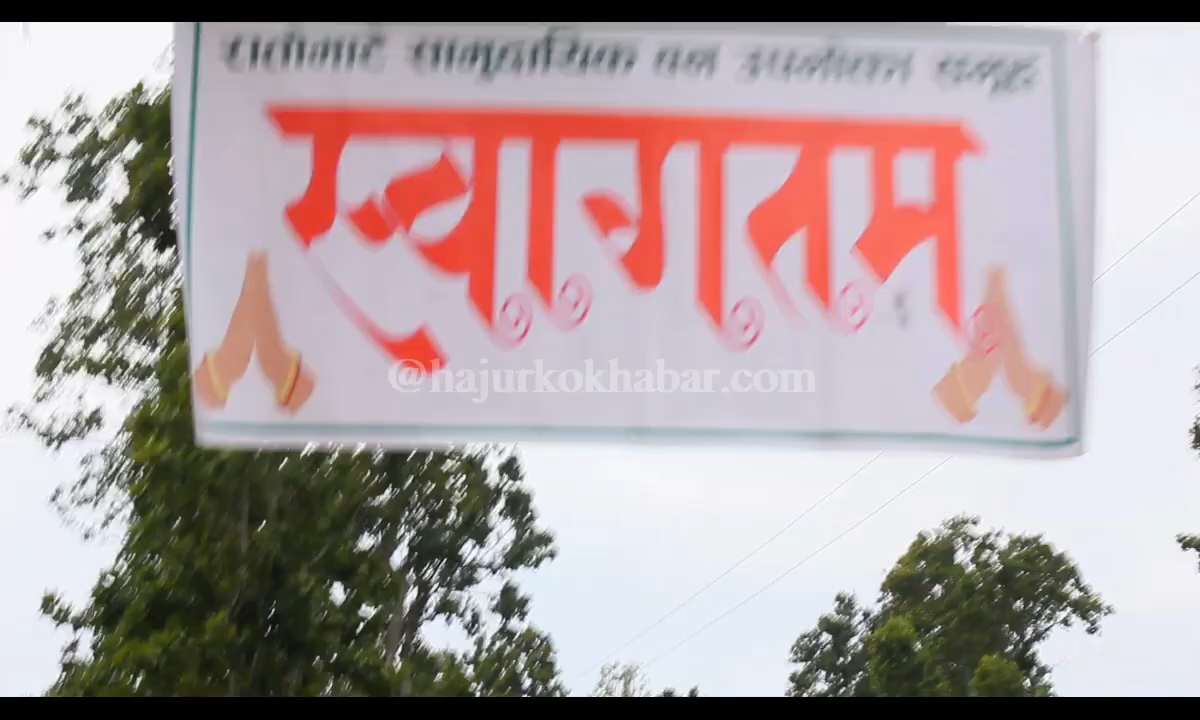 रातोमाटे सामुदायिक वन उपभोक्ता समूह
स्वागतम
@hajurkokhabar.com